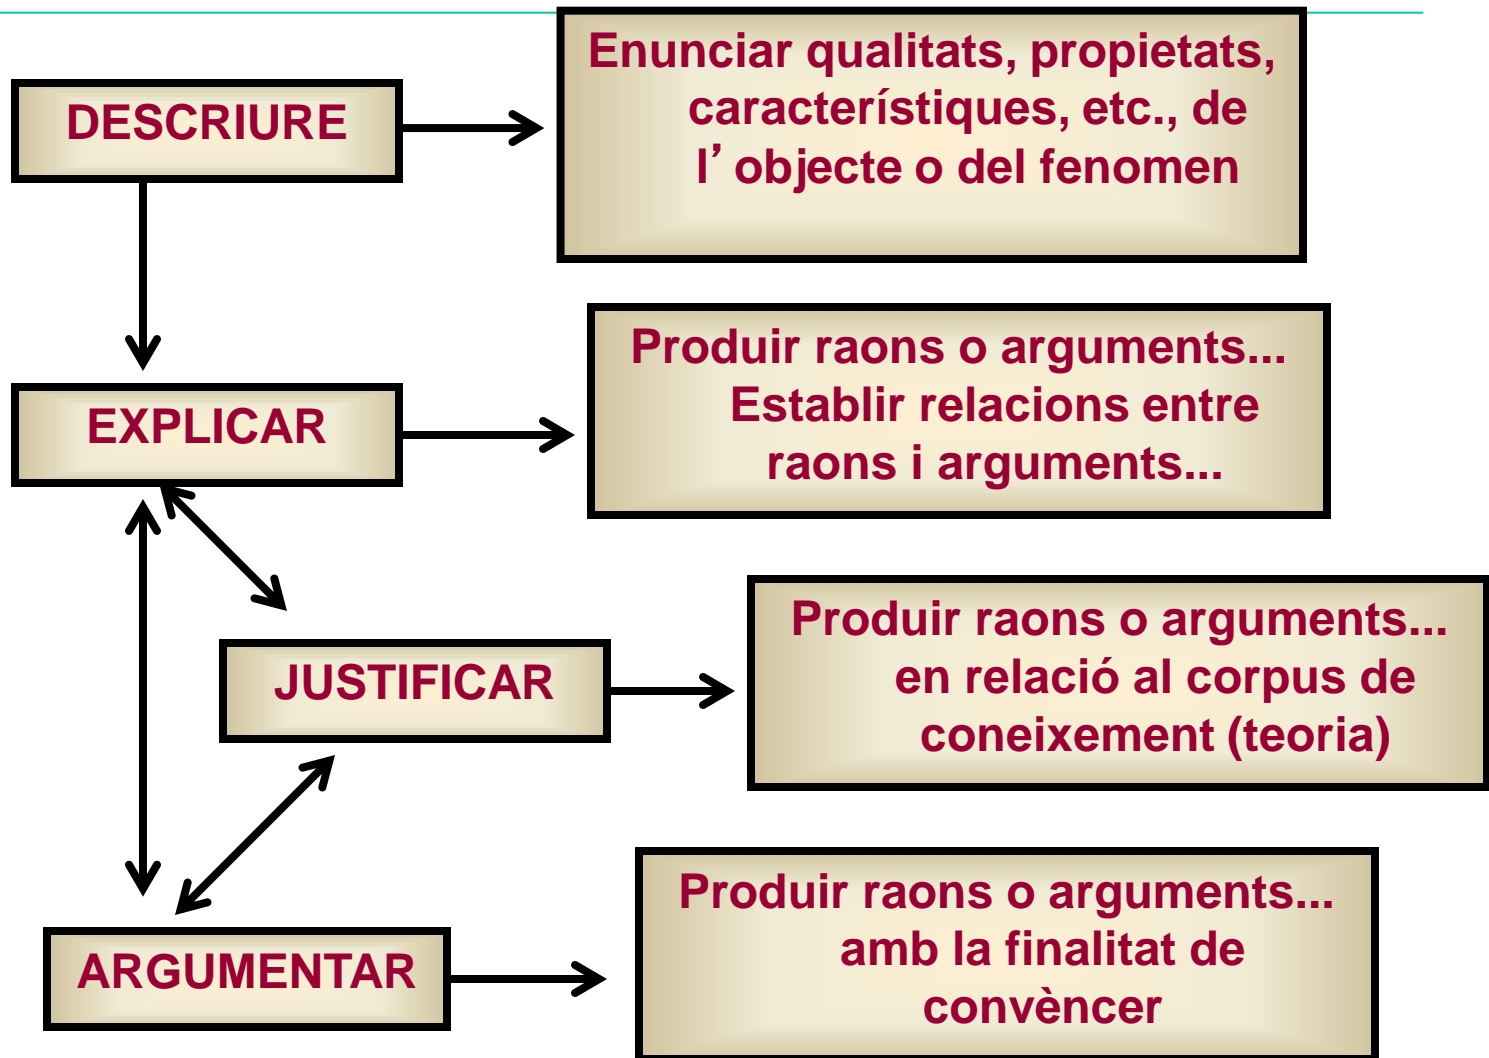 DESCRIURE
Enunciar qualitats, propietats,
característiques, etc., de
l’ objecte o del fenomen
EXPLICAR
Produir raons o arguments...
Establir relacions entre
raons i arguments...
JUSTIFICAR
Produir raons o arguments...
en relació al corpus de
coneixement (teoria)
ARGUMENTAR
Produir raons o arguments...
amb la finalitat de
convèncer